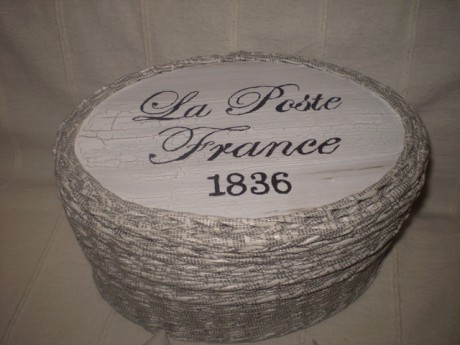 La Poste
France
1836